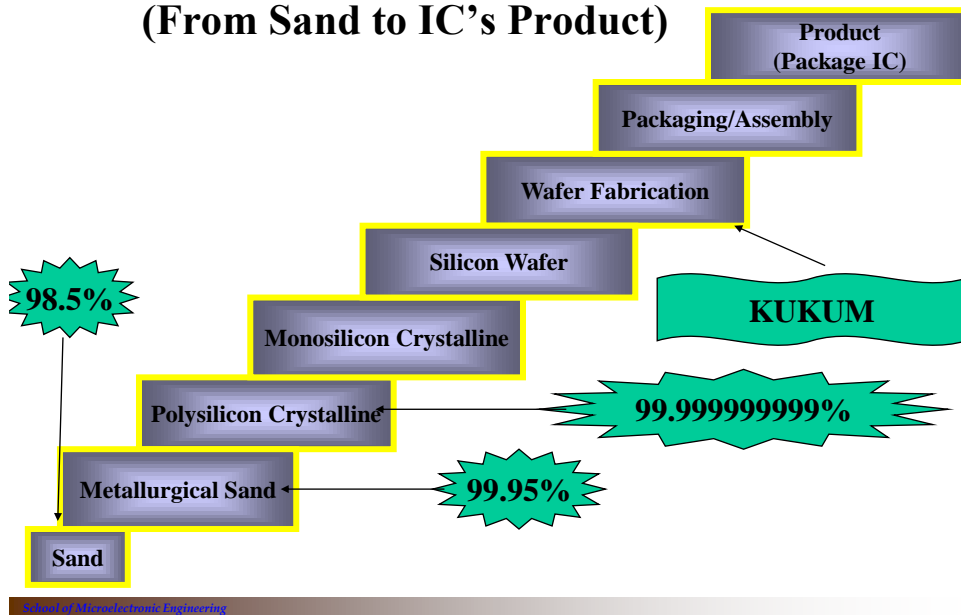 (From Sand to IC’s Product)
Product
(Package IC)
Packaging/Assembly
Wafer Fabrication
Silicon Wafer
98.5%
KUKUM
Monosilicon Crystalline
Polysilicon Crystalline
99.999999999%
Metallurgical Sand
99.95%
Sand
School of Microelectronic Engineering